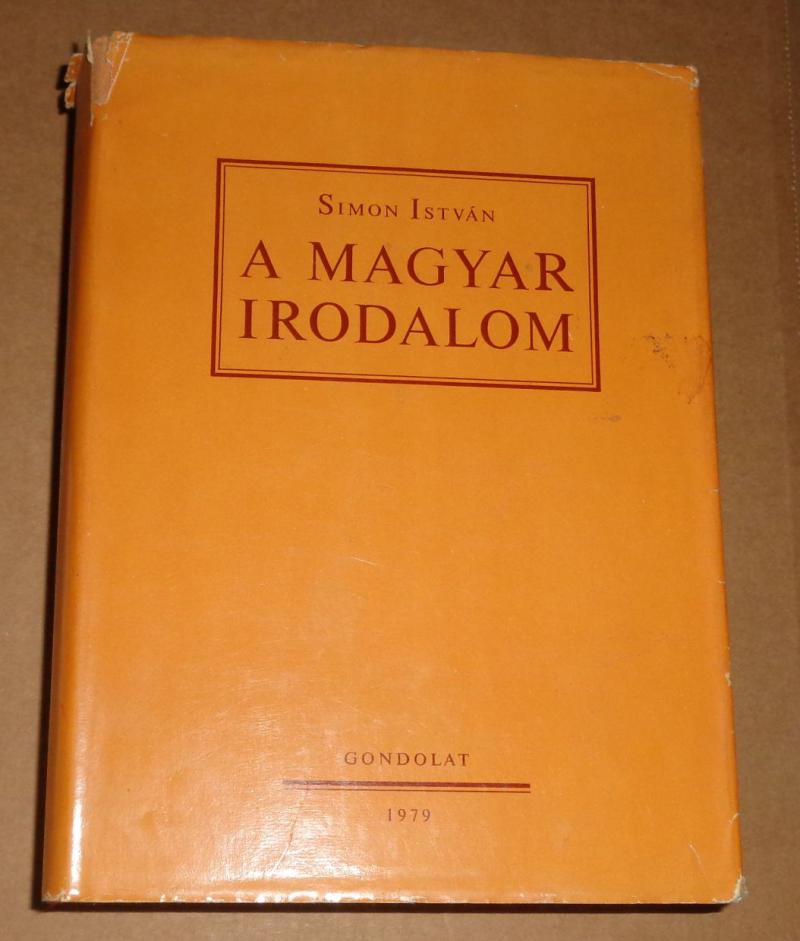 SIMON ISTVÁN
A MAGYAR
IRODALOM
GONDOLAT
1979